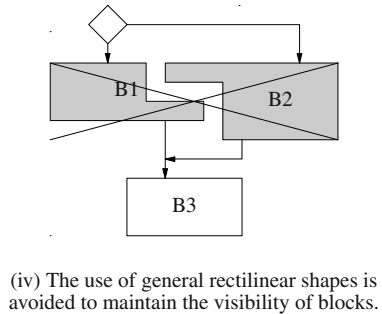 B1
B2
B3
(iv) The use of general rectilinear shapes is
avoided to maintain the visibility of blocks.